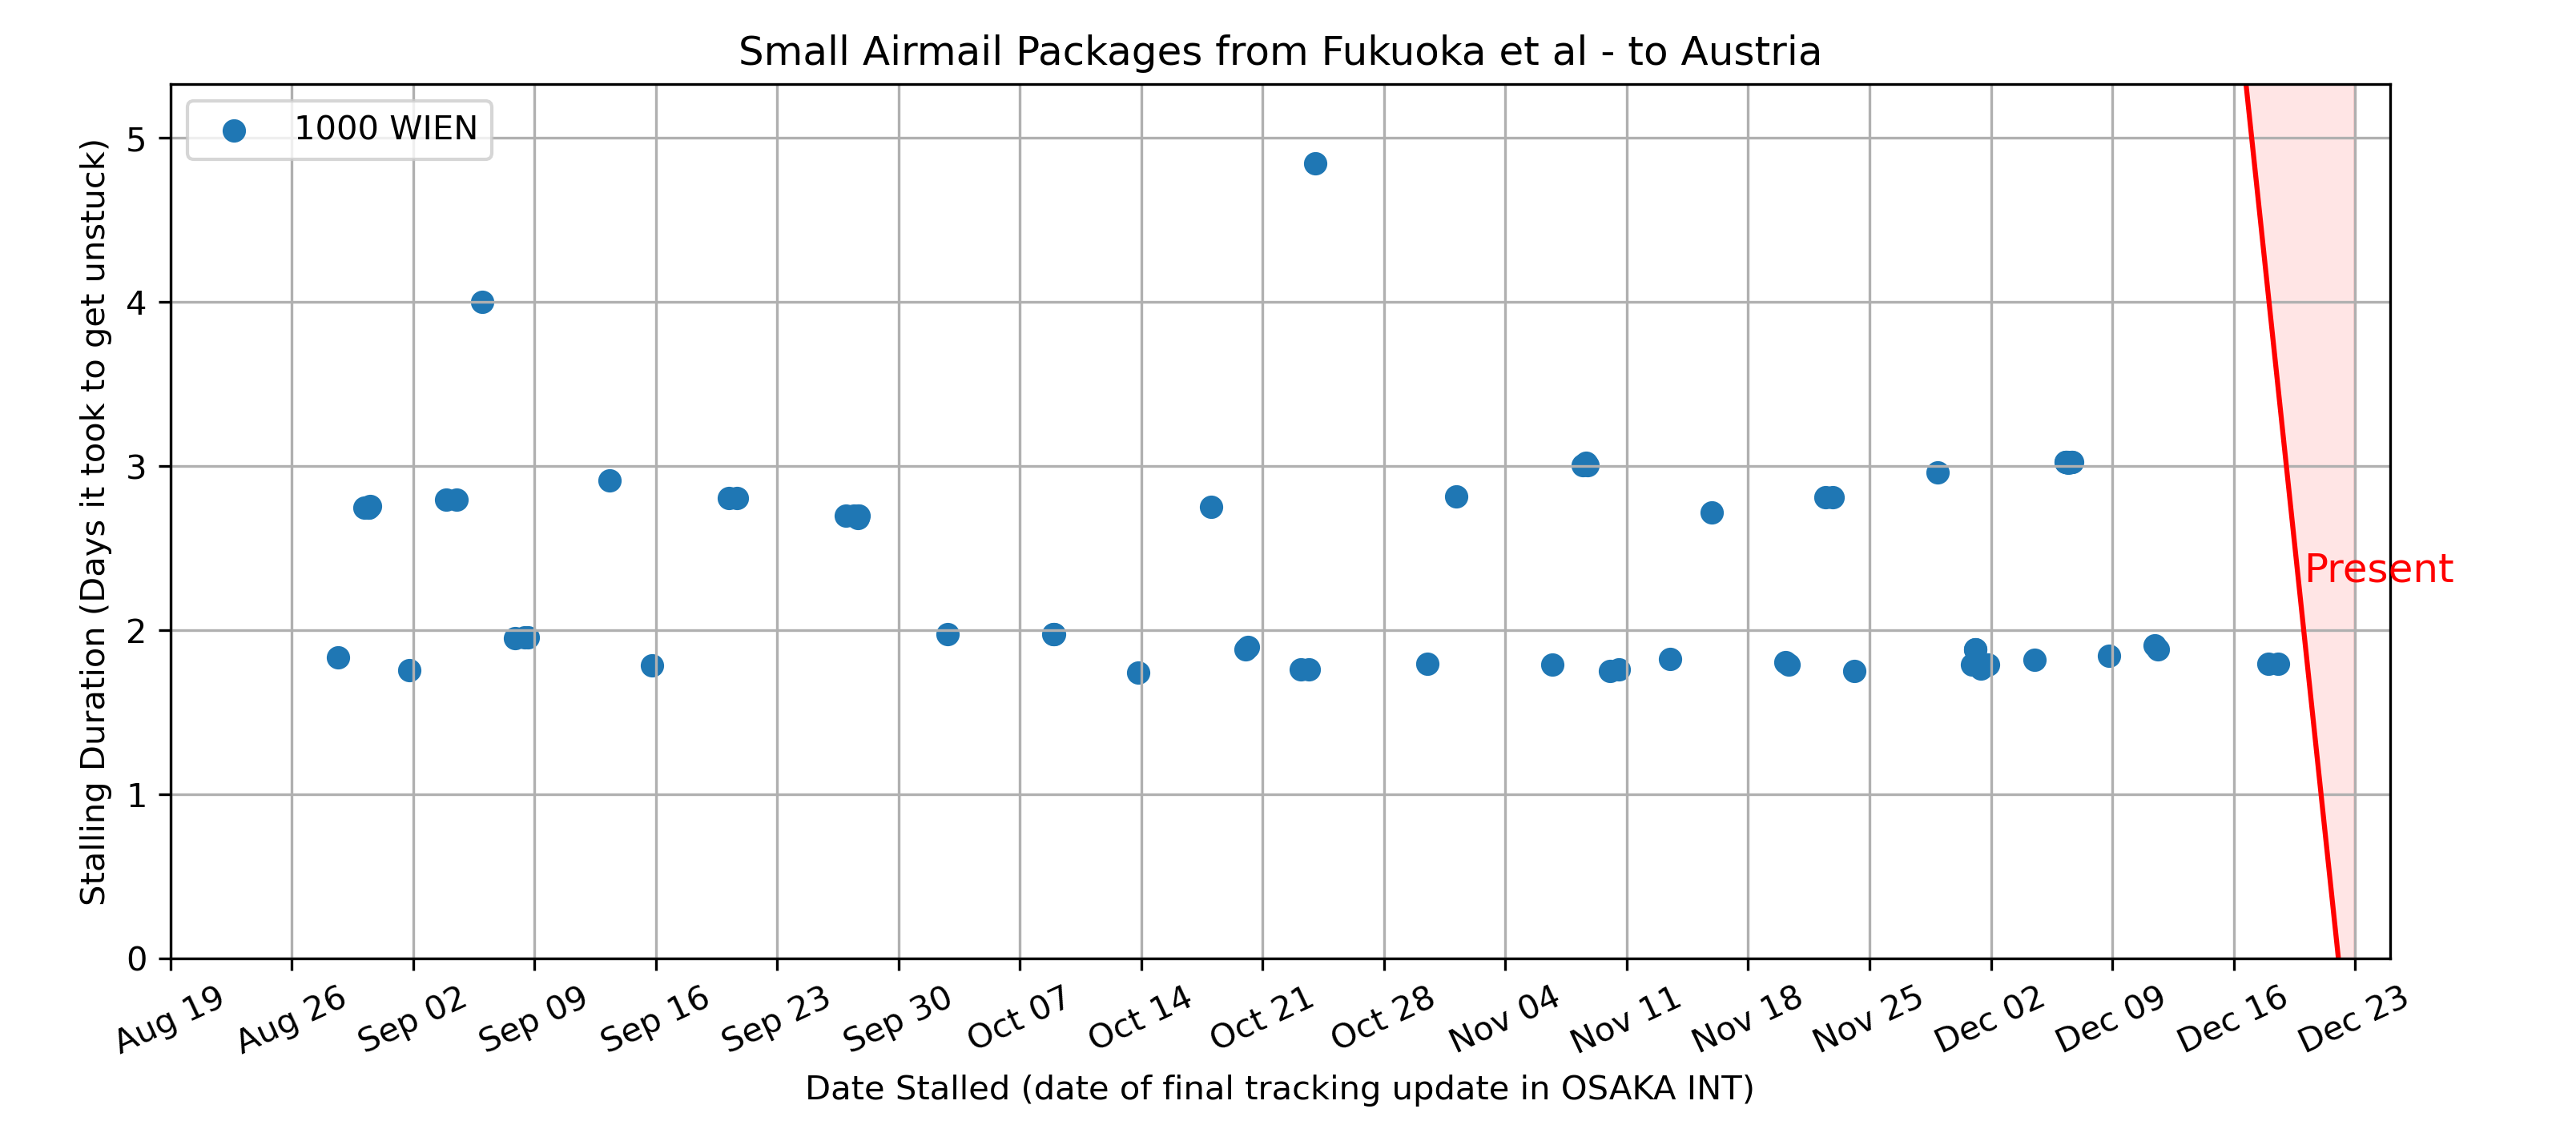 Small Airmail Packages from Fukuoka et al - to Austria
1000 WIEN
Stalling Duration (Days it took to get unstuck)
5
4
3
2
1
0
Present
Aug 19
Aug 26
Sep 02
Sep 09
Sep 16
Sep 23
Sep 30
Oct 07
Oct 14
Oct 21
Oct 28
Nov 04
Nov 11
Nov 18
Nov 25
Dec 02
Dec 09
Dec 16
Dec 23
Date Stalled (date of final tracking update in OSAKA INT)